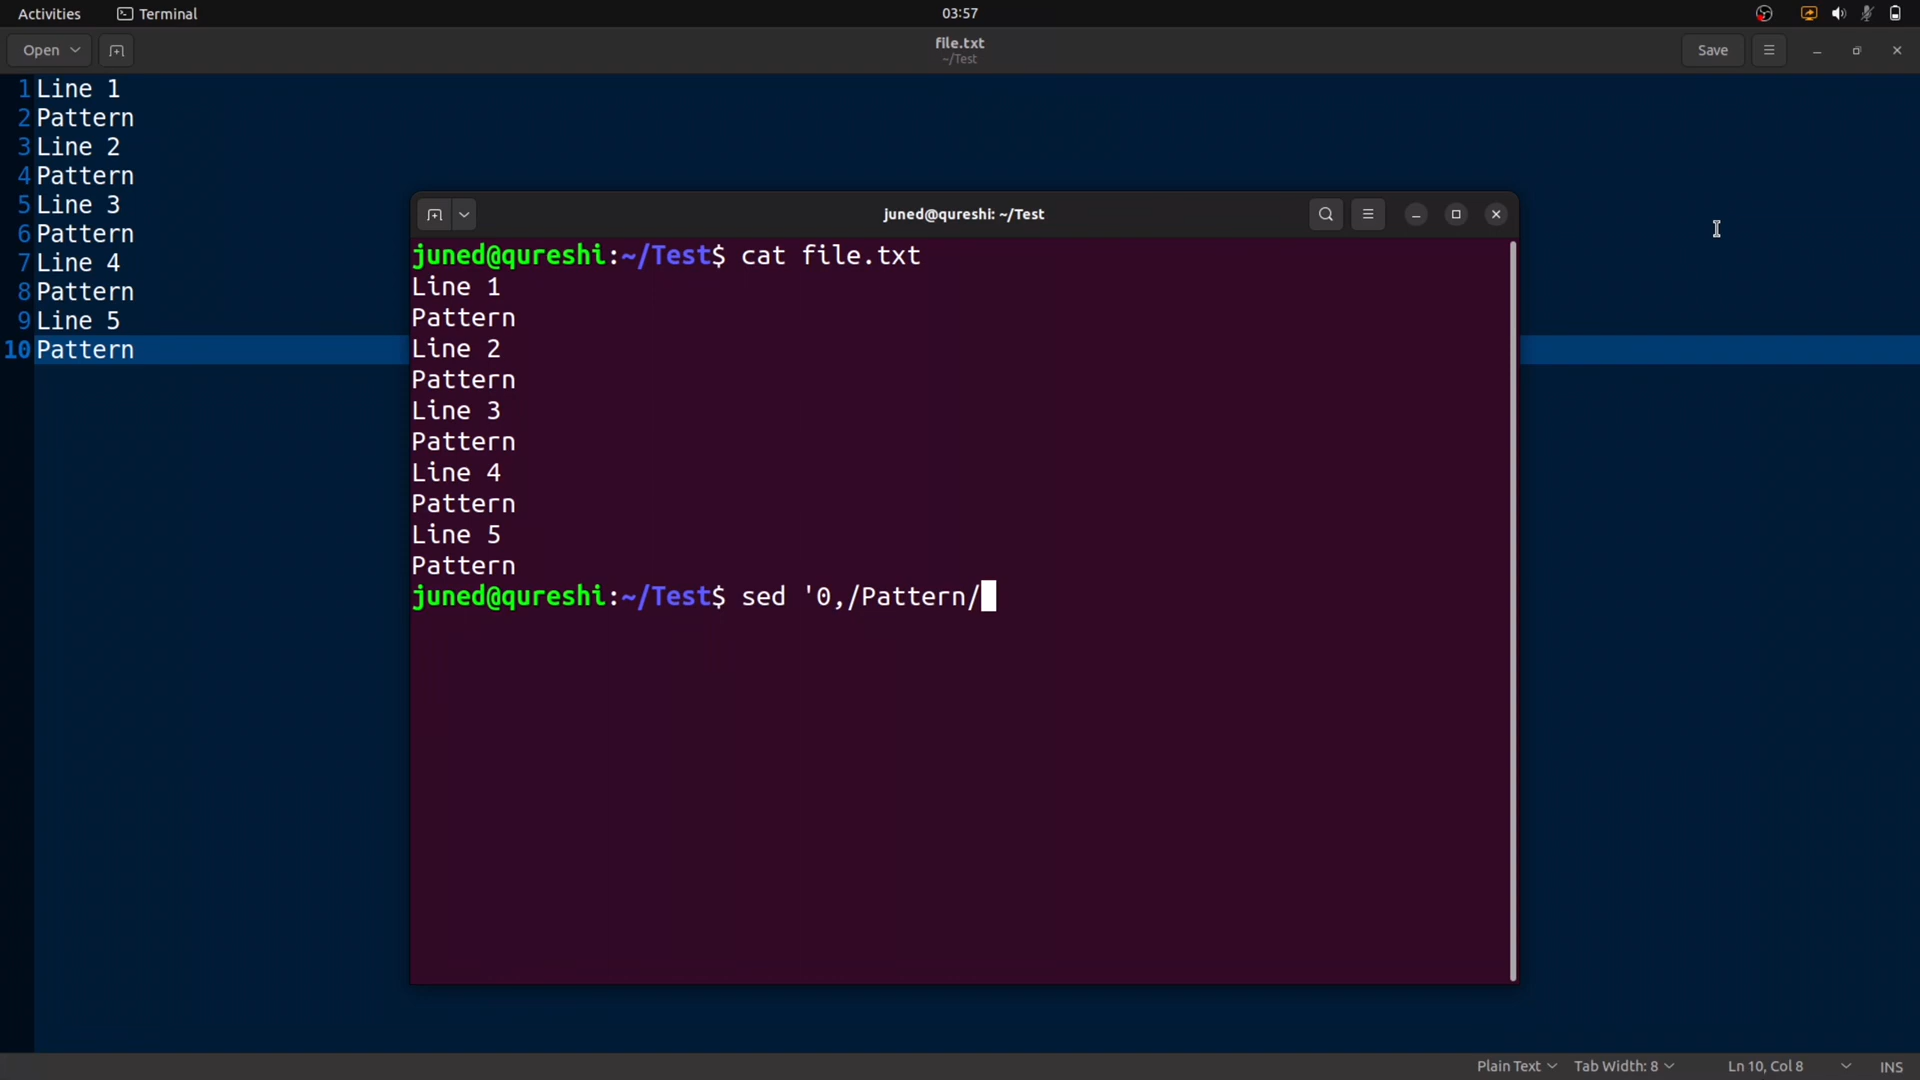 Activities
Terminal
03:57
Open
file.txt
~/Test
Save
1 Line 1
2 Pattern
3 Line 2
4 Pattern
5 Line 3
6 Pattern
7 Line 4
8 Pattern
9 Line 5
10 Pattern
juned@qureshi: ~/Test
juned@qureshi:~/Test$ cat file.txt
Line 1
Pattern
Line 2
Pattern
Line 3
Pattern
Line 4
Pattern
Line 5
Pattern
juned@qureshi:~/Test$ sed '0,/Pattern/
Plain Text
Tab Width: 8
Ln 10, Col 8
INS